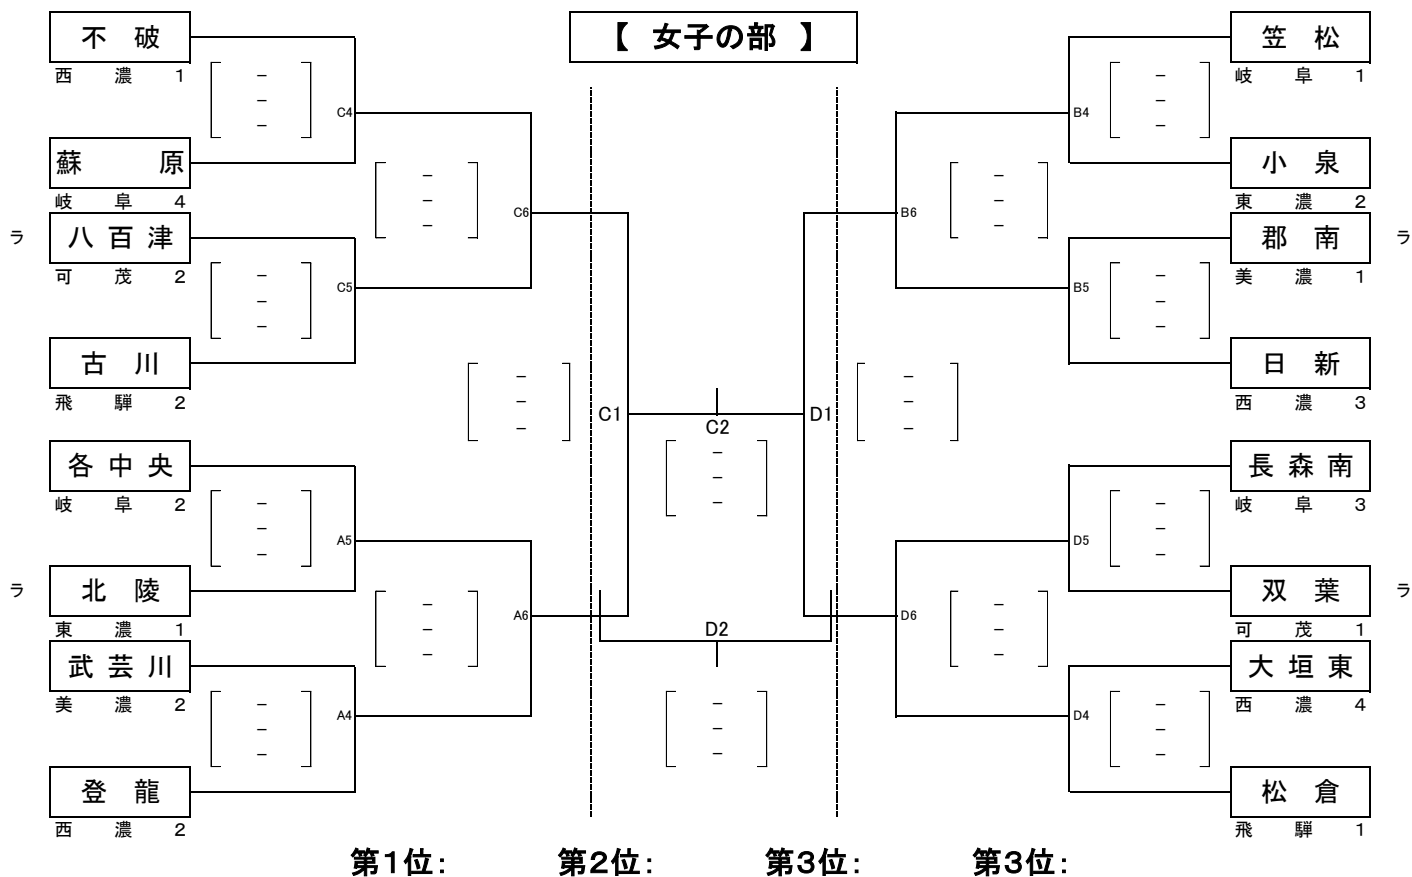 【 女子の部 】
不 破
西 濃 1
- - -
C4
蘇 原
岐 阜 4
- - -
C6
ラ
八 百 津
可 茂 2
- - -
C5
古 川
飛 騨 2
- - -
C1
各 中 央
岐 阜 2
- - -
A5
ラ
北 陵
東 濃 1
- - -
A6
武 芸 川
美 濃 2
- - -
A4
登 龍
西 濃 2
C2
- - -
D2
- - -
笠 松
岐 阜 1
- - -
B4
小 泉
東 濃 2
- - -
B6
郡 南
ラ
美 濃 1
- - -
B5
日 新
西 濃 3
- - -
D1
長 森 南
岐 阜 3
- - -
D5
双 葉
ラ
可 茂 1
- - -
D6
大 垣 東
西 濃 4
- - -
D4
松 倉
飛 騨 1
第1位: 第2位: 第3位: 第3位: